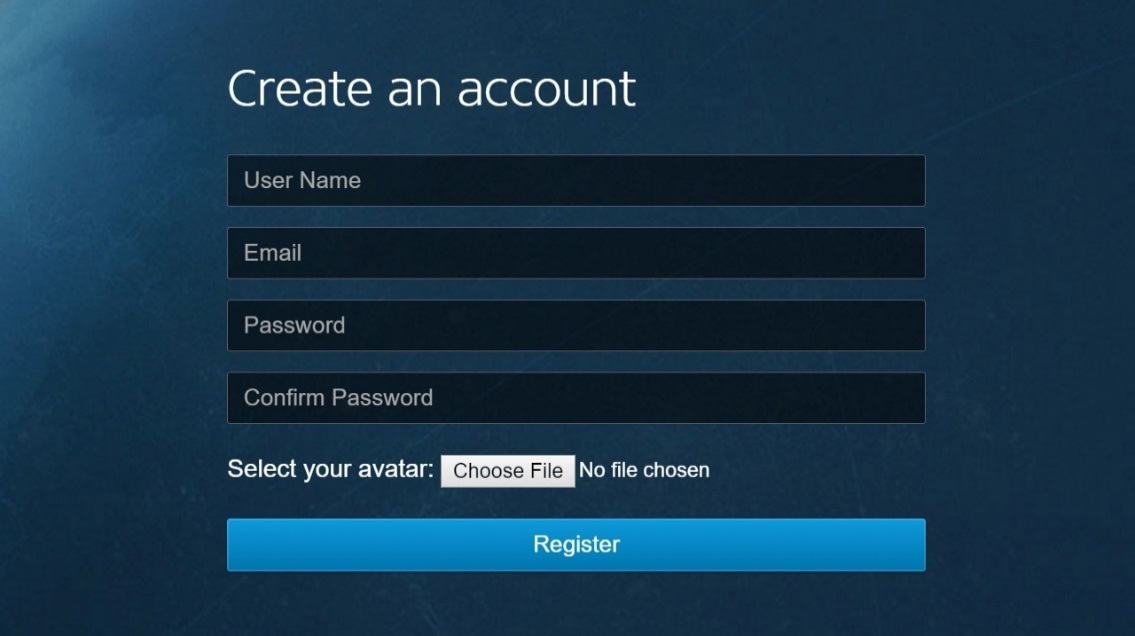 Create an account
User Name
Email
Password
Confirm Password
Select your avatar: Choose File No file chosen
Register